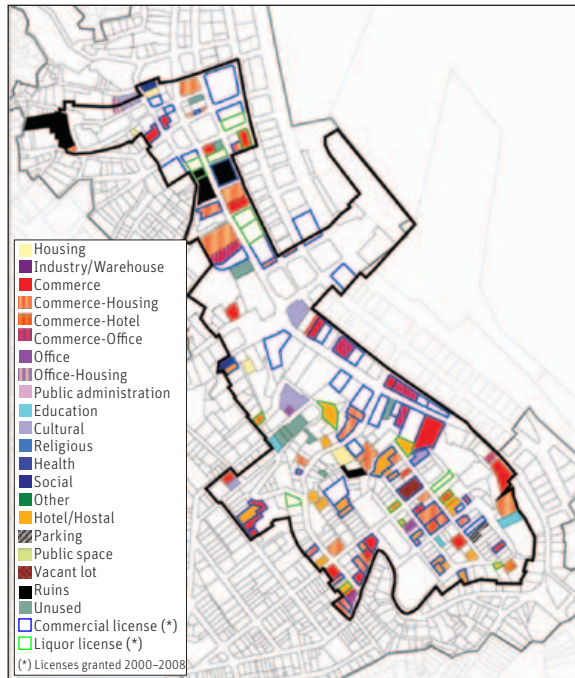 Housing
Industry/Warehouse
Commerce
Commerce-Housing
Commerce-Hotel
Commerce-Office
Office
Office-Housing
Public administration
Education
Cultural
Religious
Health
Social
Other
Hotel/Hostal
Parking
Public space
Vacant lot
Ruins
Unused
Commercial license (*)
Liquor license (*)
(*) Licenses granted 2000–2008